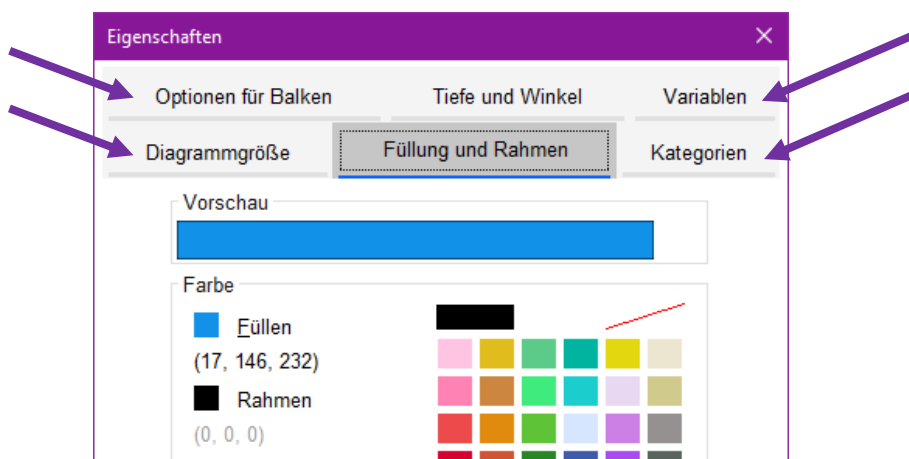 Eigenschaften
Optionen für Balken Tiefe und Winkel Variablen
Diagrammgröße Füllung und Rahmen Kategorien
Vorschau
Farbe
Füllen
(17, 146, 232)
Rahmen
(0, 0, 0)